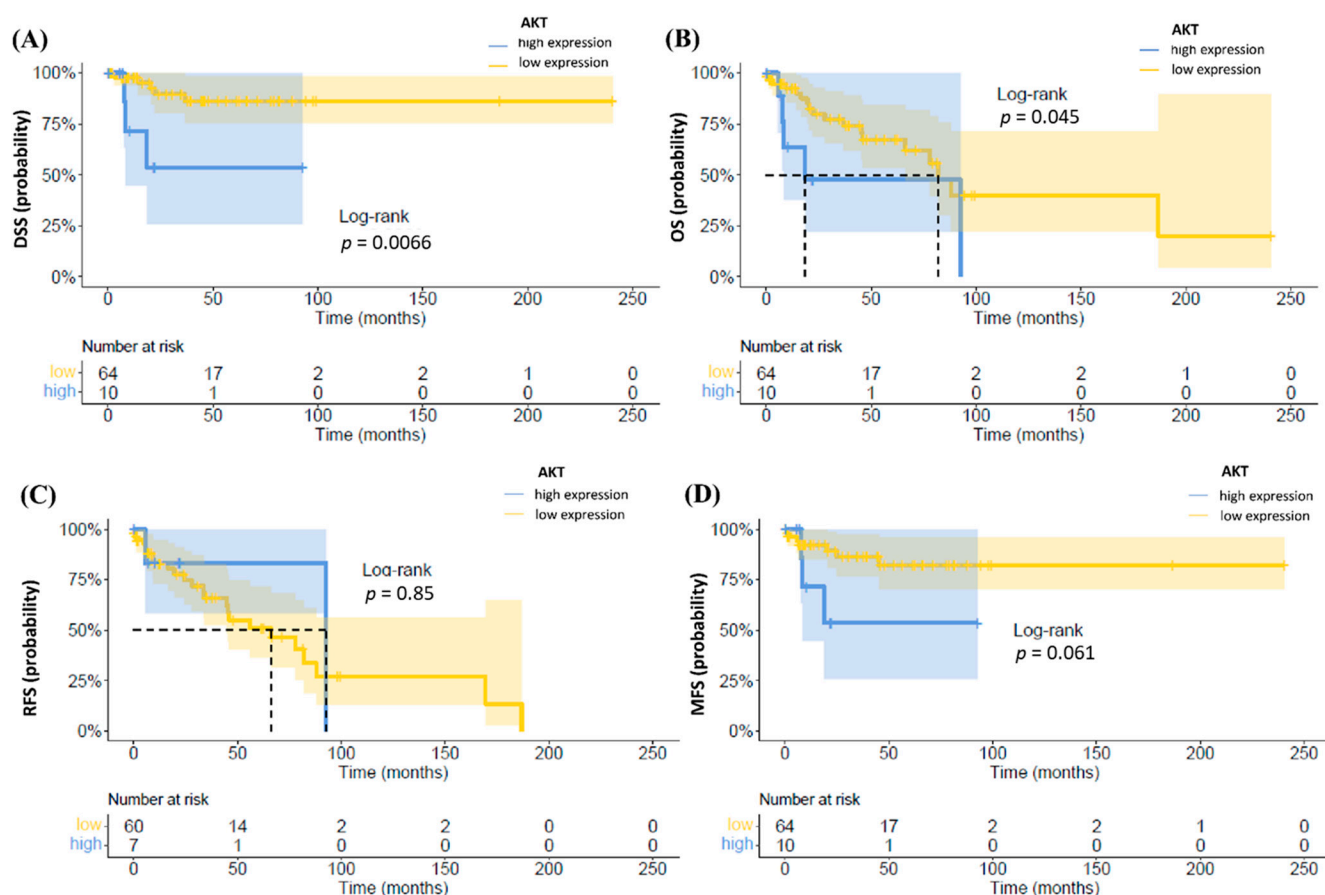 (A)
AKT
high expression
low expression
100%
75%
50%
25%
0%
DSS (probability)
Log-rank
p = 0.0066
0 50 100 150 200 250
Time (months)
Number at risk
low 64 17 2 2 1 0
high 10 1 0 0 0 0
0 50 100 150 200 250
Time (months)
(B)
AKT
high expression
low expression
100%
75%
50%
25%
0%
OS (probability)
Log-rank
p = 0.045
0 50 100 150 200 250
Time (months)
Number at risk
low 64 17 2 2 1 0
high 10 1 0 0 0 0
0 50 100 150 200 250
Time (months)
(C)
AKT
high expression
low expression
100%
75%
50%
25%
0%
RFS (probability)
Log-rank
p = 0.85
0 50 100 150 200 250
Time (months)
Number at risk
low 60 14 2 2 0 0
high 7 1 0 0 0 0
0 50 100 150 200 250
Time (months)
(D)
AKT
high expression
low expression
100%
75%
50%
25%
0%
MFS (probability)
Log-rank
p = 0.061
0 50 100 150 200 250
Time (months)
Number at risk
low 64 17 2 2 1 0
high 10 1 0 0 0 0
0 50 100 150 200 250
Time (months)